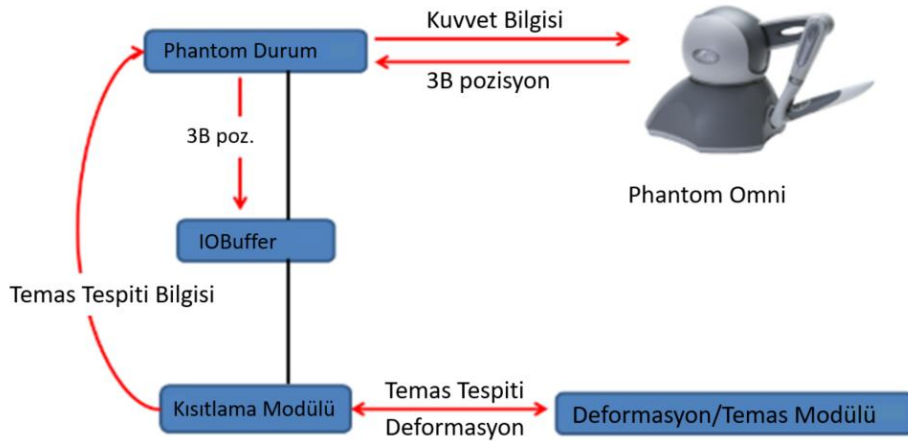 Kuvvet Bilgisi
Phantom Durum
3B pozisyon
3B poz.
Phantom Omni
IOBuffer
Temas Tespiti Bilgisi
Kısıtlama Modülü
Temas Tespiti
Deformasyon
Deformasyon/Temas Modülü